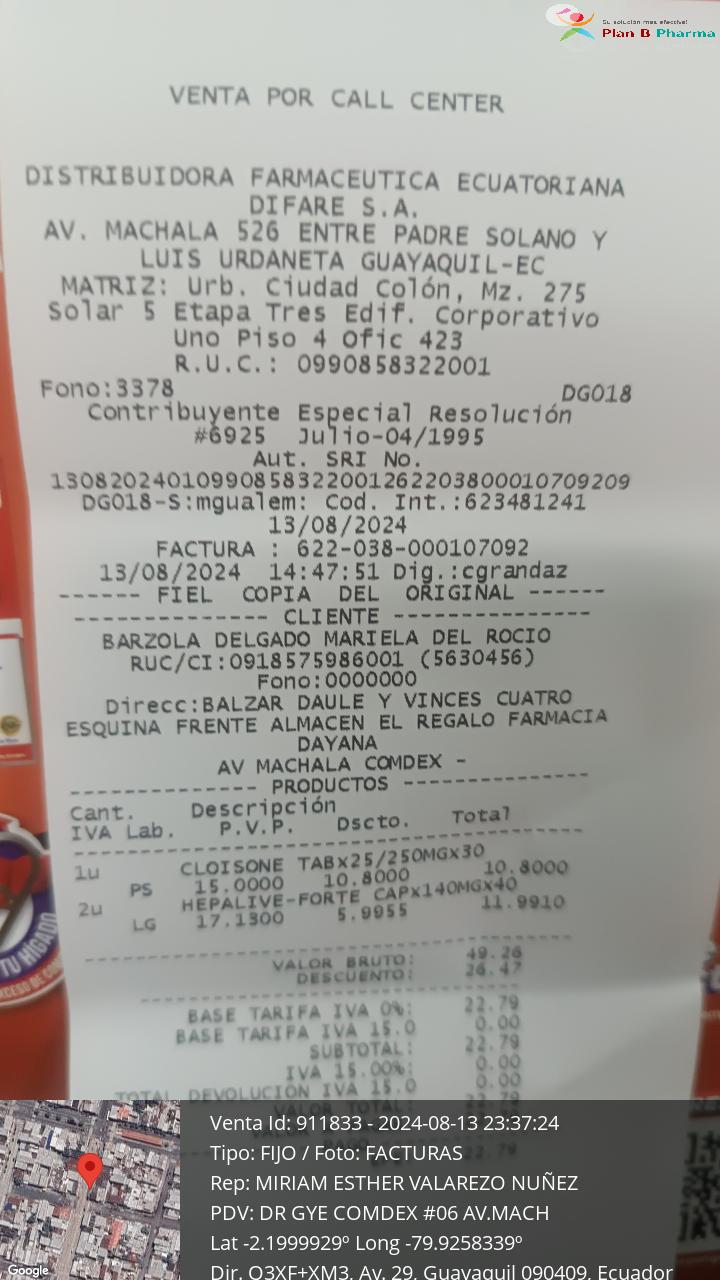 Su solución mas efectiva!
Plan B Pharma
VENTA POR CALL CENTER
DISTRIBUIDORA FARMACEUTICA ECUATORIANA
DIFARE S.A.
AV. MACHALA 526 ENTRE PADRE SOLANO Y
LUIS URDANETA GUAYAQUIL-EC
MATRIZ: Urb. Ciudad Colón, Mz. 275
Solar 5 Etapa Tres Edif. Corporativo
Uno Piso 4 Ofic 423
R.U.C.: 0990858322001
Fono:3378 DG018
Contribuyente Especial Resolución
#6925 Julio-04/1995
Aut. SRI No.
1308202401099085832200126220380001070920​9
DG018-S:mgualem: Cod. Int.:623481241
13/08/2024
FACTURA : 622-038-000107092
13/08/2024 14:47:51 Dig.:cgrandaz
------ FIEL COPIA DEL ORIGINAL ------
-------------- CLIENTE --------------
BARZOLA DELGADO MARIELA DEL ROCIO
RUC/CI:0918575986001 (5630456)
Fono:0000000
Direcc:BALZAR DAULE Y VINCES CUATRO
ESQUINA FRENTE ALMACEN EL REGALO FARMACIA
DAYANA
AV MACHALA COMDEX -
-------------- PRODUCTOS --------------
Cant. Descripción
IVA Lab. P.V.P. Dscto. Total
1u CLOISONE TABx25/250MGx30
PS 15.0000 10.8000 10.8000
2u HEPALIVE-FORTE CAPx140MGx40
LG 17.1300 5.9955 11.9910
VALOR BRUTO: 49.26
DESCUENTO: 26.47
BASE TARIFA IVA 0%: 22.79
BASE TARIFA IVA 15.0 0.00
SUBTOTAL: 22.79
IVA 15.00%: 0.00
TOTAL DEVOLUCION IVA 15.0 0.00
VALOR TOTAL: 22.79
22.79
TU HÍGADO
EXCESO DE
Venta Id: 911833 - 2024-08-13 23:37:24
Tipo: FIJO / Foto: FACTURAS
Rep: MIRIAM ESTHER VALAREZO NUÑEZ
PDV: DR GYE COMDEX #06 AV.MACH
Lat -2.1999929º Long -79.9258339º
Dir. Q3XF+XM3, Av. 29, Guayaquil 090409, Ecuador
Google